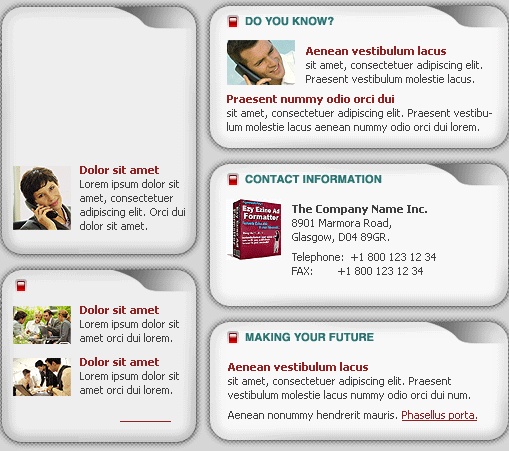 Dolor sit amet
Lorem ipsum dolor sit
amet, consectetuer
adipiscing elit. Orci dui
dolor sit amet.
Dolor sit amet
Lorem ipsum dolor sit
amet orci dui lorem.
Dolor sit amet
Lorem ipsum dolor sit
amet orci dui lorem.
DO YOU KNOW?
Aenean vestibulum lacus
sit amet, consectetuer adipiscing elit.
Praesent vestibulum molestie lacus.
Praesent nummy odio orci dui
sit amet, consectetuer adipiscing elit. Praesent vestibu-
lum molestie lacus aenean nummy odio orci dui lorem.
CONTACT INFORMATION
Ezy Ezine Ad
Formatter
The Company Name Inc.
8901 Marmora Road,
Glasgow, D04 89GR.
Telephone: +1 800 123 12 34
FAX: +1 800 123 12 34
MAKING YOUR FUTURE
Aenean vestibulum lacus
sit amet, consectetuer adipiscing elit. Praesent
vestibulum molestie lacus nummy odio orci dui num.
Aenean nonummy hendrerit mauris. Phasellus porta.